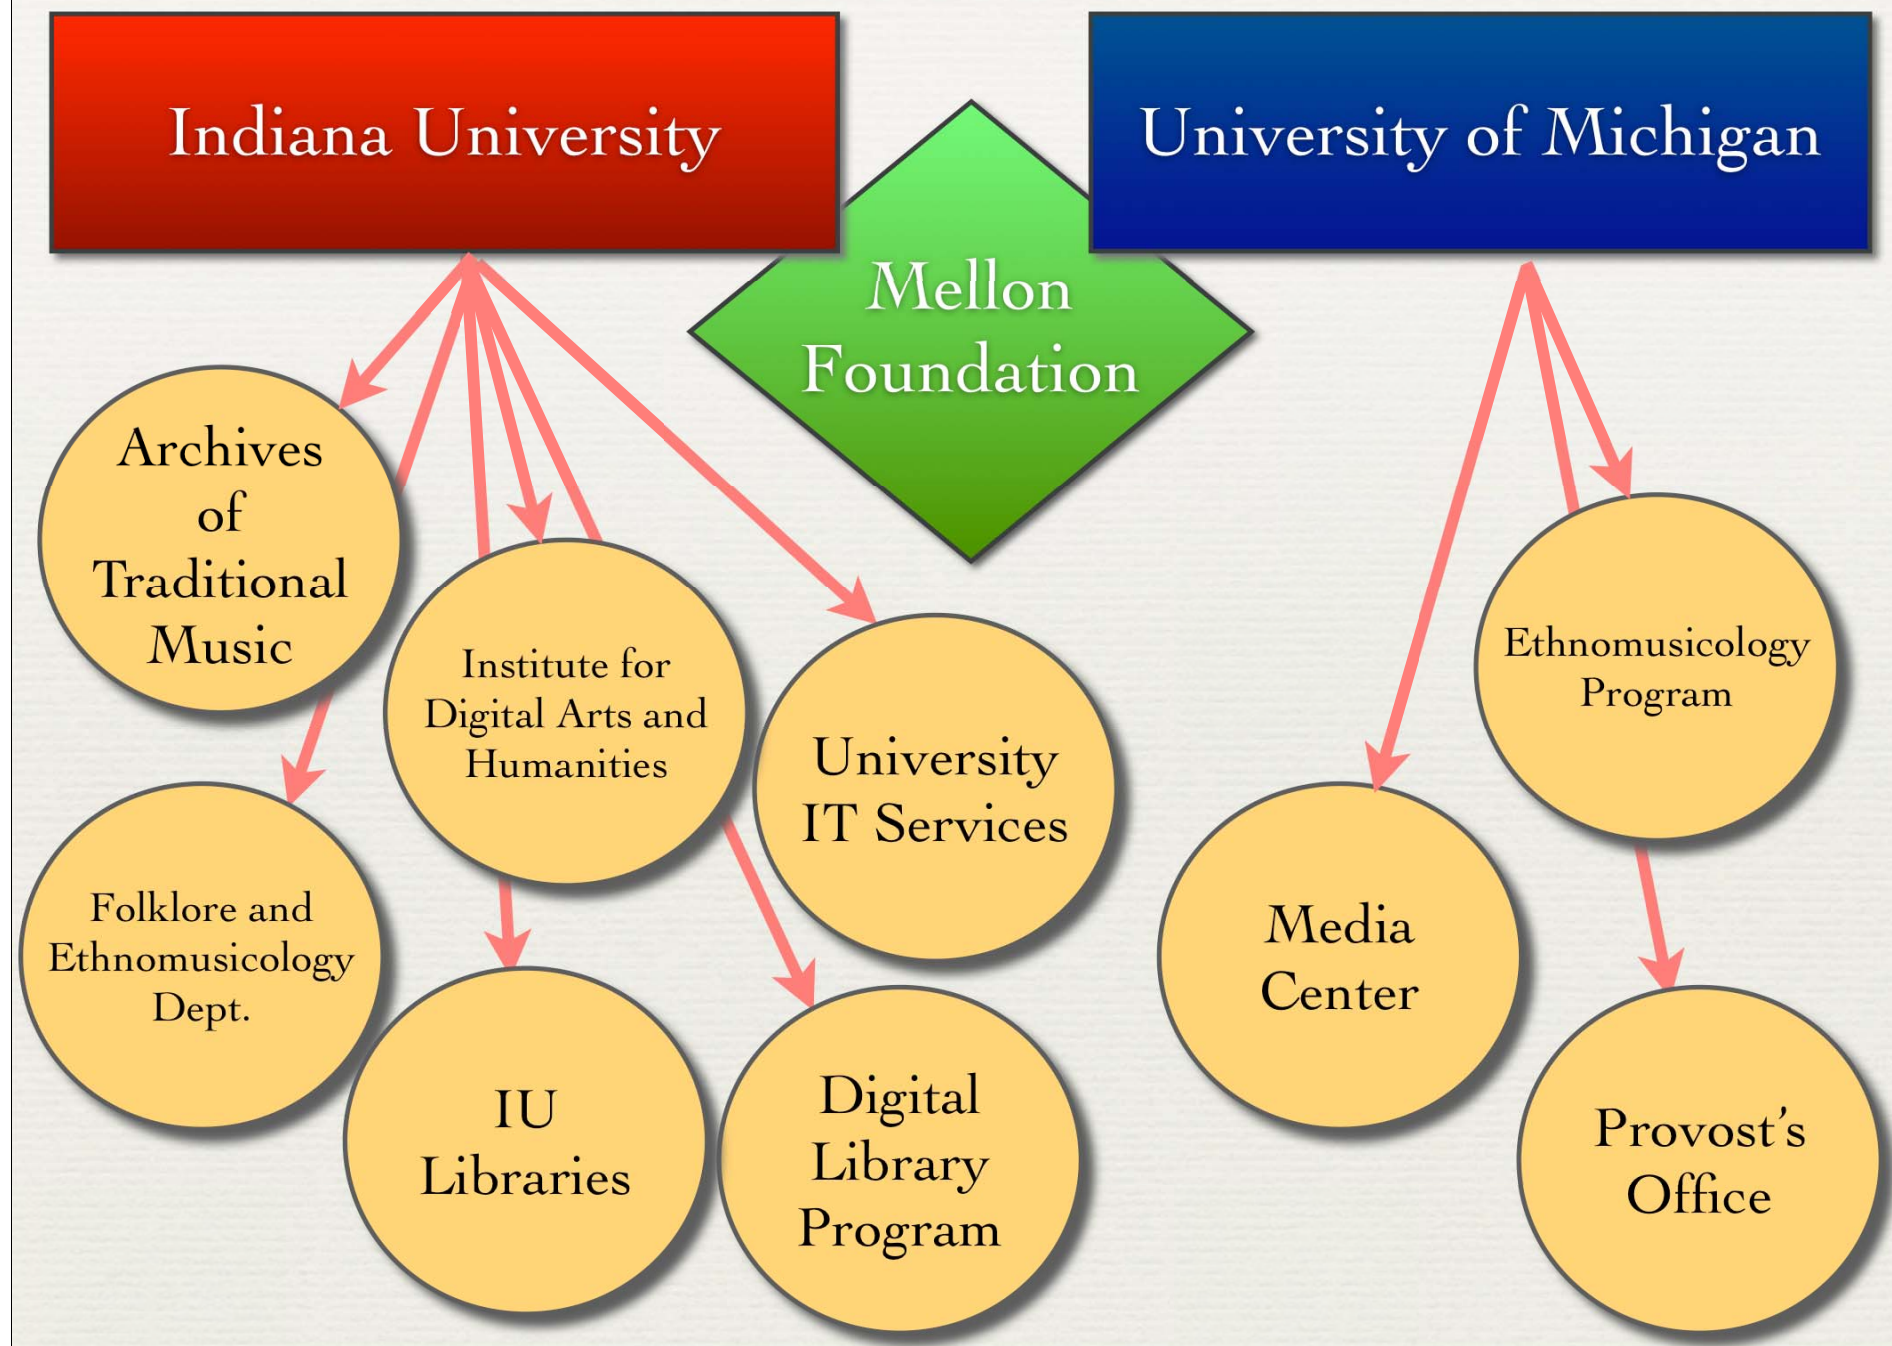 Indiana University
University of Michigan
Mellon
Foundation
Archives
of
Traditional
Music
Institute for
Digital Arts and
Humanities
University
IT Services
Ethnomusicology
Program
Folklore and
Ethnomusicology
Dept.
IU
Libraries
Digital
Library
Program
Media
Center
Provost’s
Office